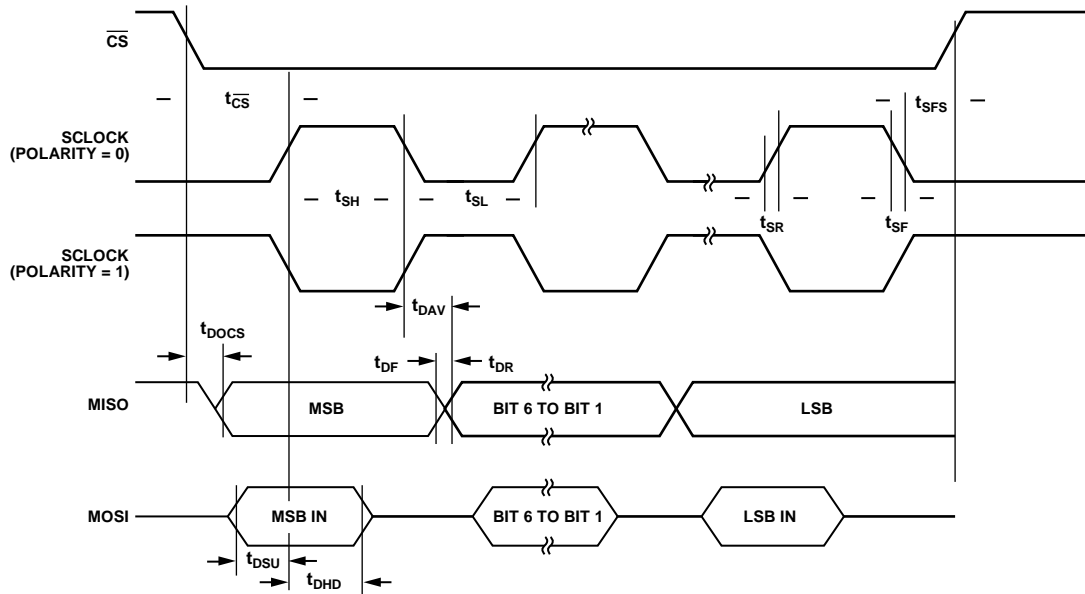 CS
tCS
tSFS
SCLOCK
(POLARITY = 0)
tSH
tSL
tSR
tSF
SCLOCK
(POLARITY = 1)
tDAV
tDOCS
tDF
tDR
MISO
MSB
BIT 6 TO BIT 1
LSB
MOSI
MSB IN
BIT 6 TO BIT 1
LSB IN
tDSU
tDHD